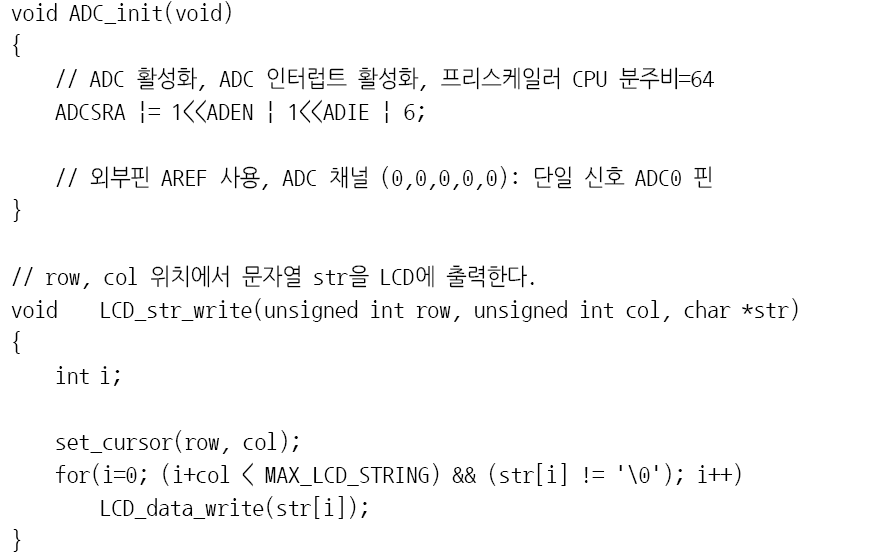 void ADC_init(void)
{
// ADC 활성화, ADC 인터럽트 활성화, 프리스케일러 CPU 분주비=64
ADCSRA |= 1<<ADEN | 1<<ADIE | 6;
// 외부핀 AREF 사용, ADC 채널 (0,0,0,0,0): 단일 신호 ADC0 핀
}
// row, col 위치에서 문자열 str을 LCD에 출력한다.
void LCD_str_write(unsigned int row, unsigned int col, char *str)
{
int i;
set_cursor(row, col);
for(i=0; (i+col < MAX_LCD_STRING) && (str[i] != '\0'); i++)
LCD_data_write(str[i]);
}